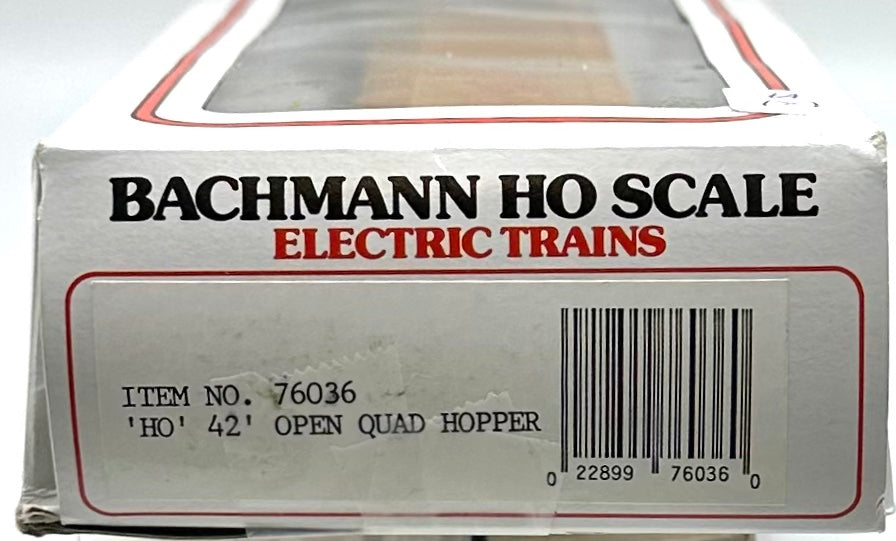 BACHMANN HO SCALE
ELECTRIC TRAINS
ITEM NO. 76036
'HO' 42' OPEN QUAD HOPPER
0 22899 76036 0